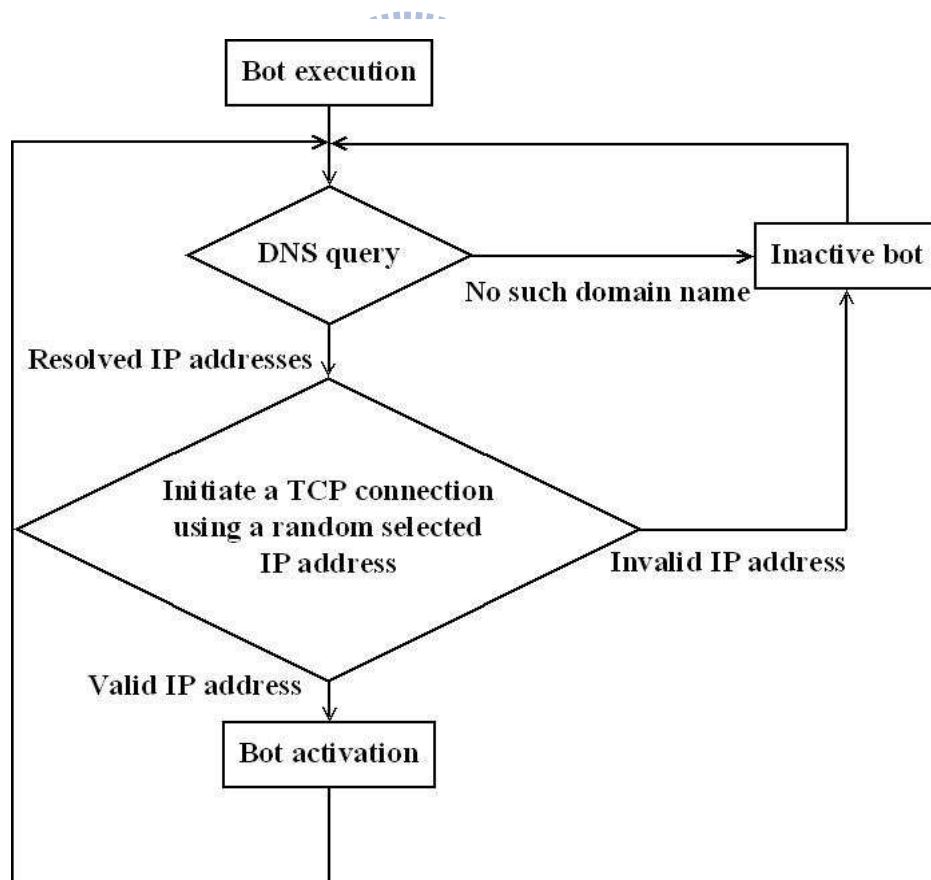 Bot execution
DNS query
Inactive bot
No such domain name
Resolved IP addresses
Initiate a TCP connection
using a random selected
IP address
Invalid IP address
Valid IP address
Bot activation